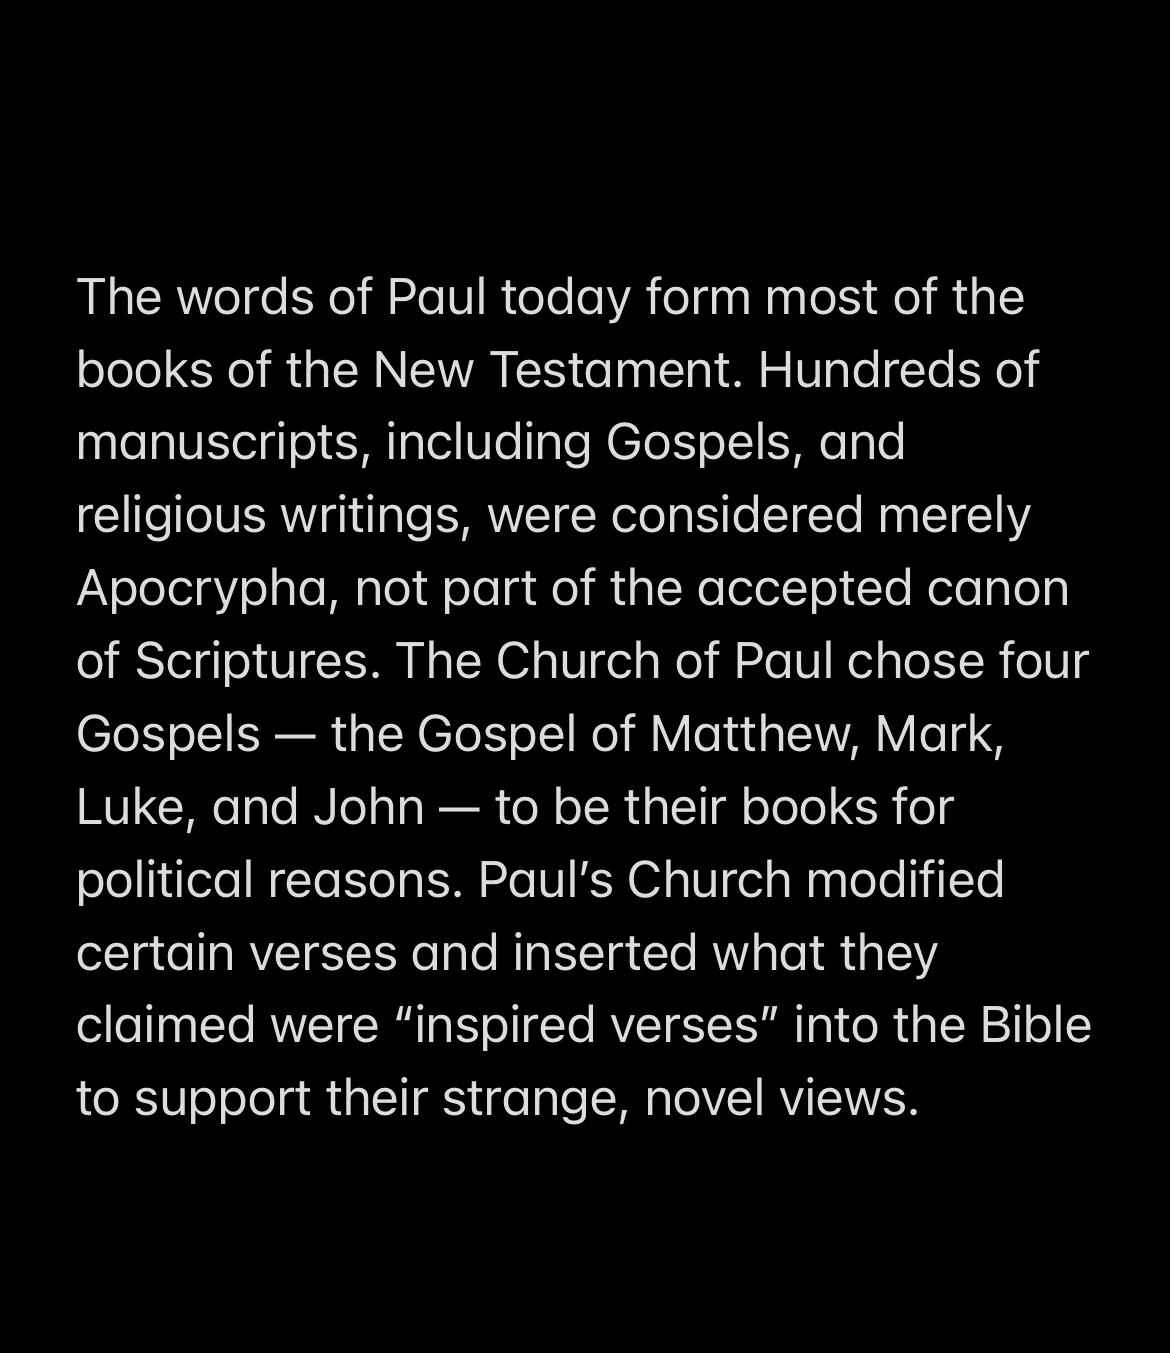 The words of Paul today form most of the
books of the New Testament. Hundreds of
manuscripts, including Gospels, and
religious writings, were considered merely
Apocrypha, not part of the accepted canon
of Scriptures. The Church of Paul chose four
Gospels — the Gospel of Matthew, Mark,
Luke, and John — to be their books for
political reasons. Paul’s Church modified
certain verses and inserted what they
claimed were “inspired verses” into the Bible
to support their strange, novel views.